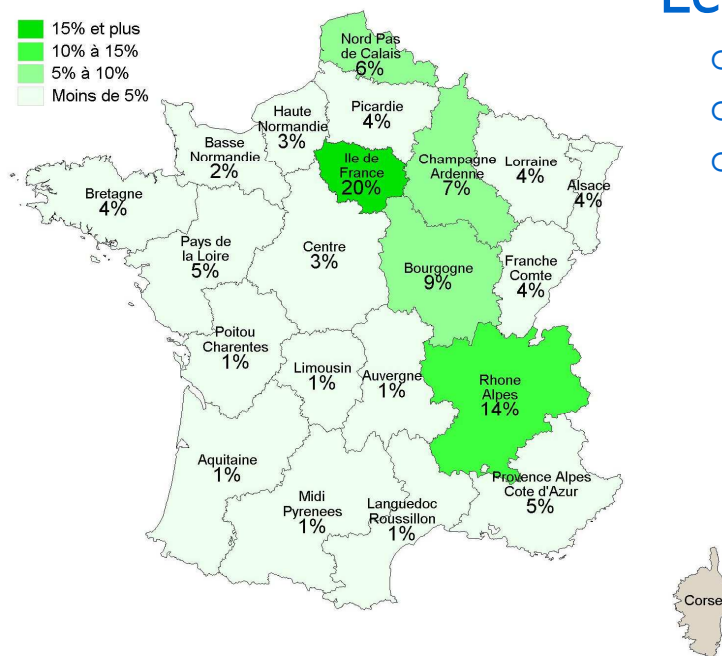 EC
15% et plus
10% à 15%
5% à 10%
Moins de 5%
Nord Pas
de Calais
6%
Picardie
4%
Haute
Normandie
3%
Basse
Normandie
2%
Ile de
France
20%
Champagne
Ardenne
7%
Lorraine
4%
Alsace
4%
Bretagne
4%
Pays de
la Loire
5%
Centre
3%
Bourgogne
9%
Franche
Comte
4%
Poitou
Charentes
1%
Limousin
1%
Auvergne
1%
Rhone
Alpes
14%
Aquitaine
1%
Midi
Pyrenees
1%
Languedoc
Roussillon
1%
Provence Alpes
Cote d'Azur
5%
Corse